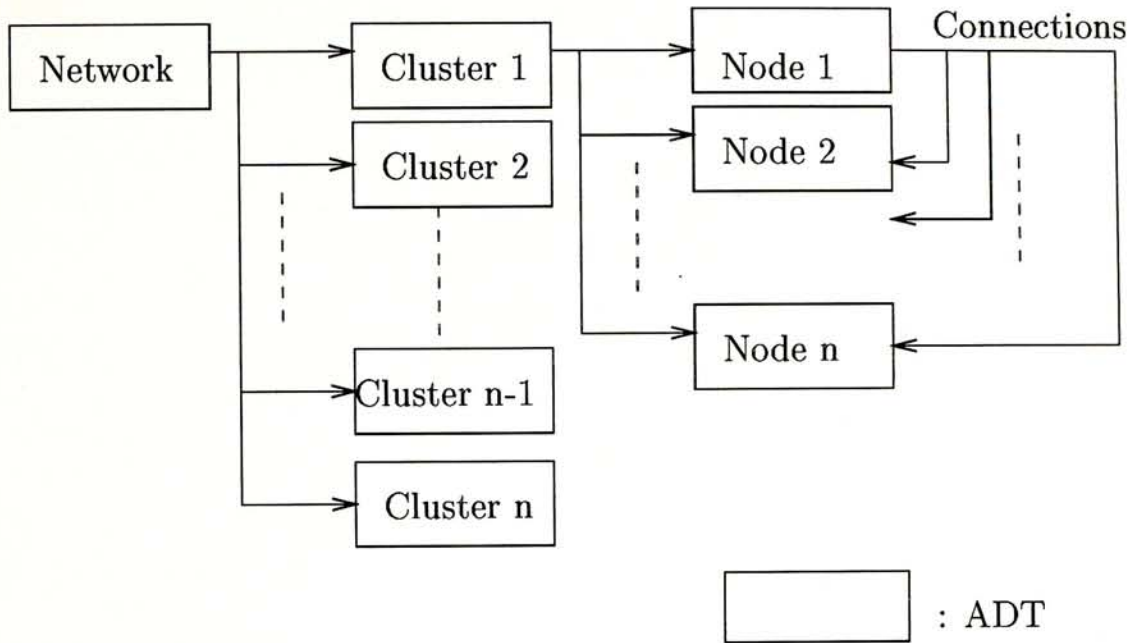 Connections
Network
Cluster 1
Node 1
Cluster 2
Node 2
Node n
Cluster n-1
Cluster n
: ADT